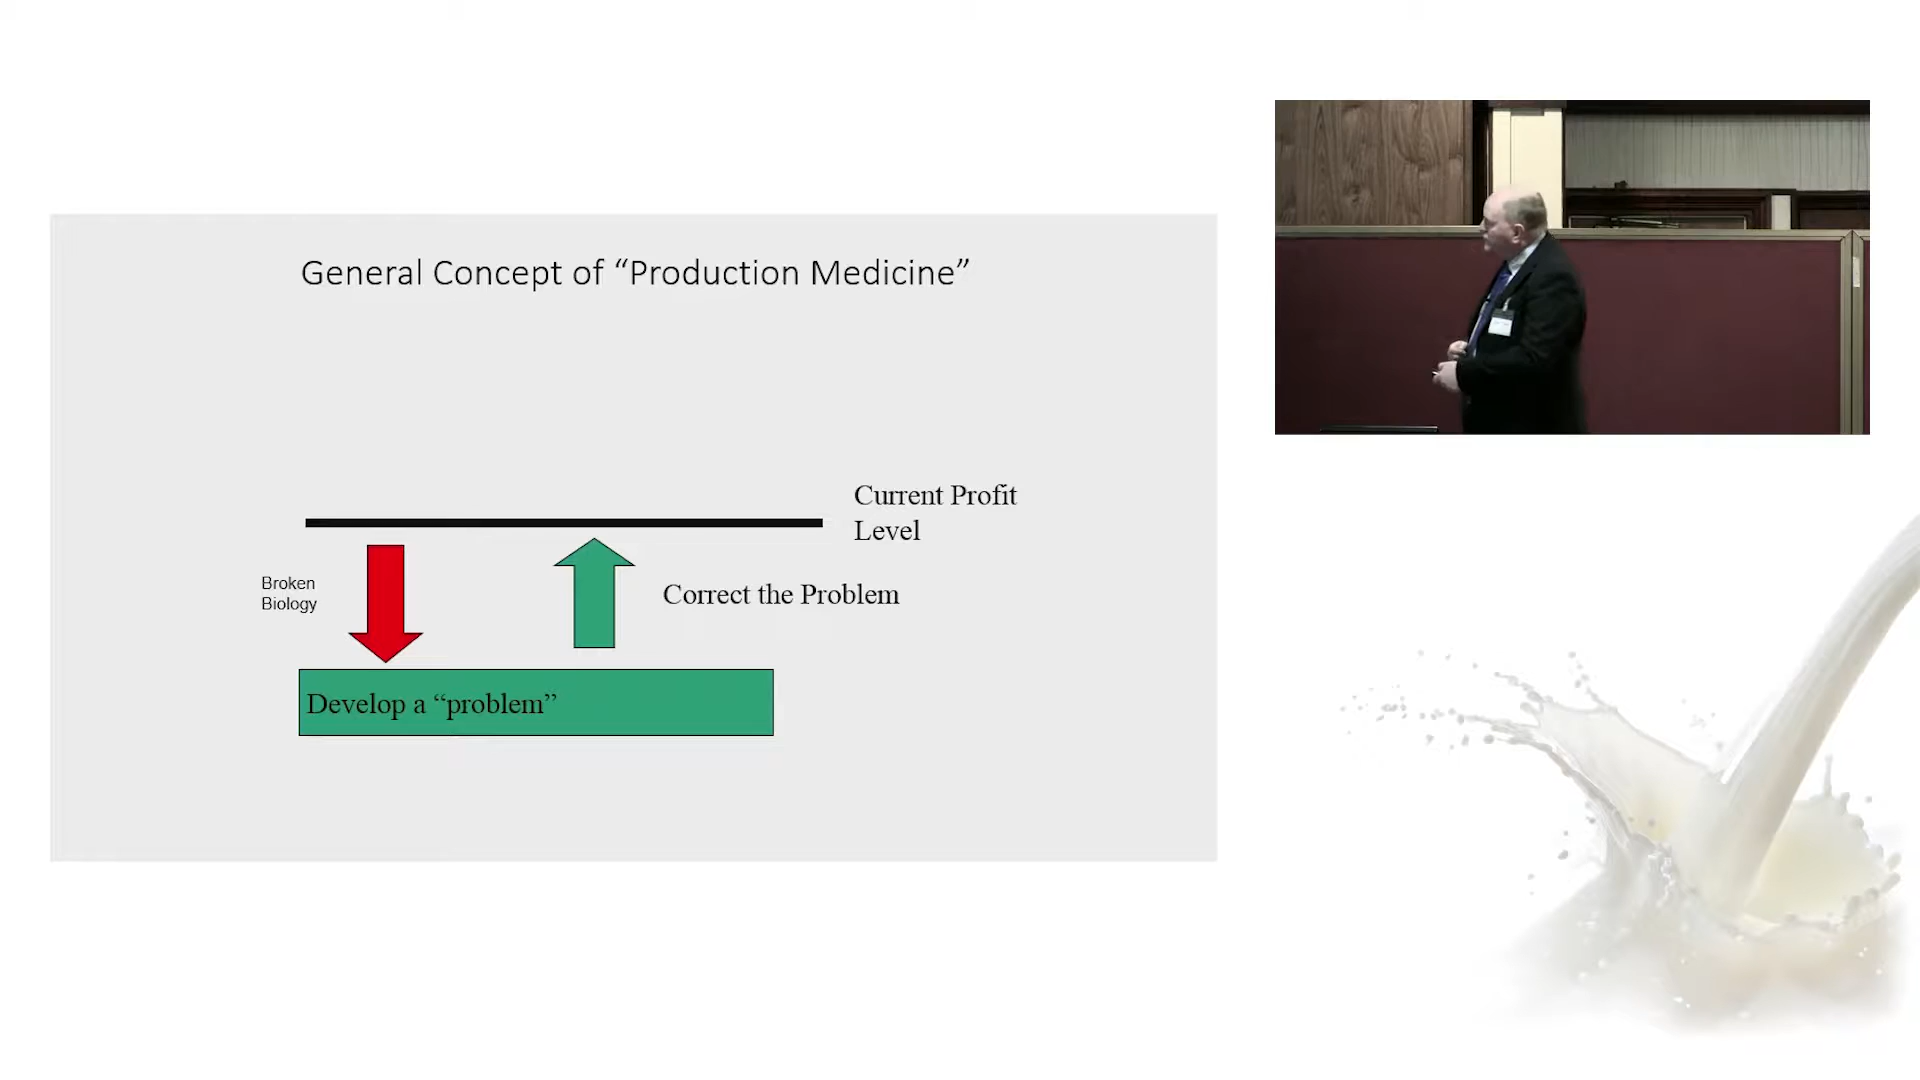 General Concept of “Production Medicine”
Current Profit
Level
Broken
Biology
Correct the Problem
Develop a “problem”